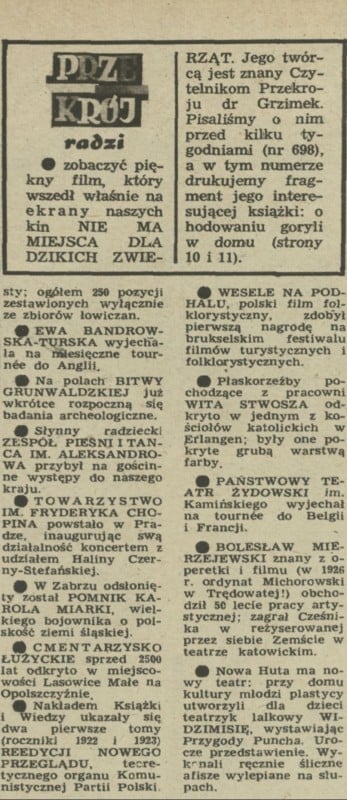 PRZE
KRÓJ
radzi
● zobaczyć pię-
kny film, który
wszedł właśnie na
ekrany naszych
kin NIE MA
MIEJSCA DLA
DZIKICH ZWIE-
RZĄT. Jego twór-
cą jest znany Czy-
telnikom Przekro-
ju dr Grzimek.
Pisaliśmy o nim
przed kilku ty-
godniami (nr 698),
a w tym numerze
drukujemy frag-
ment jego intere-
sującej książki: o
hodowaniu goryli
w domu (strony
10 i 11).
sty; ogółem 250 pozycji
zestawionych wyłącznie
ze zbiorów łowiczan.
● EWA BANDROW-
SKA-TURSKA wyjecha-
ła na miesięczne tour-
née do Anglii.
● Na polach BITWY
GRUNWALDZKIEJ już
wkrótce rozpoczną się
badania archeologiczne.
● Słynny radziecki
ZESPÓŁ PIEŚNI I TAŃ-
CA IM. ALEKSANDRO-
WA przybył na gościn-
ne występy do naszego
kraju.
● TOWARZYSTWO
IM. FRYDERYKA CHO-
PINA powstało w Pra-
dze, inaugurując swą
działalność koncertem z
udziałem Haliny Czer-
ny-Stefańskiej.
● W Zabrzu odsłonię-
ty został POMNIK KA-
ROLA MIARKI, wiel-
kiego bojownika o pol-
skość ziemi śląskiej.
● CMENTARZYSKO
ŁUŻYCKIE sprzed 2500
lat odkryto w miejsco-
wości Lasowice Małe na
Opolszczyźnie.
● Nakładem Książki
i Wiedzy ukazały się
dwa pierwsze tomy
(roczniki 1922 i 1923)
REEDYCJI NOWEGO
PRZEGLĄDU, teore-
tycznego organu Komu-
nistycznej Partii Polski.
● WESELE NA POD-
HALU, polski film fol-
klorystyczny, zdobył
pierwszą nagrodę na
brukselskim festiwalu
filmów turystycznych i
folklorystycznych.
● Płaskorzeźby po-
chodzące z pracowni
WITA STWOSZA od-
kryto w jednym z ko-
ściołów katolickich w
Erlangen; były one po-
kryte grubą warstwą
farby.
● PAŃSTWOWY TE-
ATR ŻYDOWSKI im.
Kamińskiego wyjechał
na tournée do Belgii
i Francji.
● BOLESŁAW MIE-
RZEJEWSKI znany z o-
peretki i filmu (w 1926
r. ordynat Michorowski
w Trędowatej!) obcho-
dził 50 lecie pracy arty-
stycznej; zagrał Cześni-
ka w reżyserowanej
przez siebie Zemście w
teatrze katowickim.
● Nowa Huta ma no-
wy teatr; przy domu
kultury młodzi plastycy
utworzyli dla dzieci
teatrzyk lalkowy WI-
DZIMISIĘ, wystawiając
Przygody Puncha. Uro-
cze przedstawienie. Wy-
ręcznie śliczne
afisze wylepiane na słu-
pach.